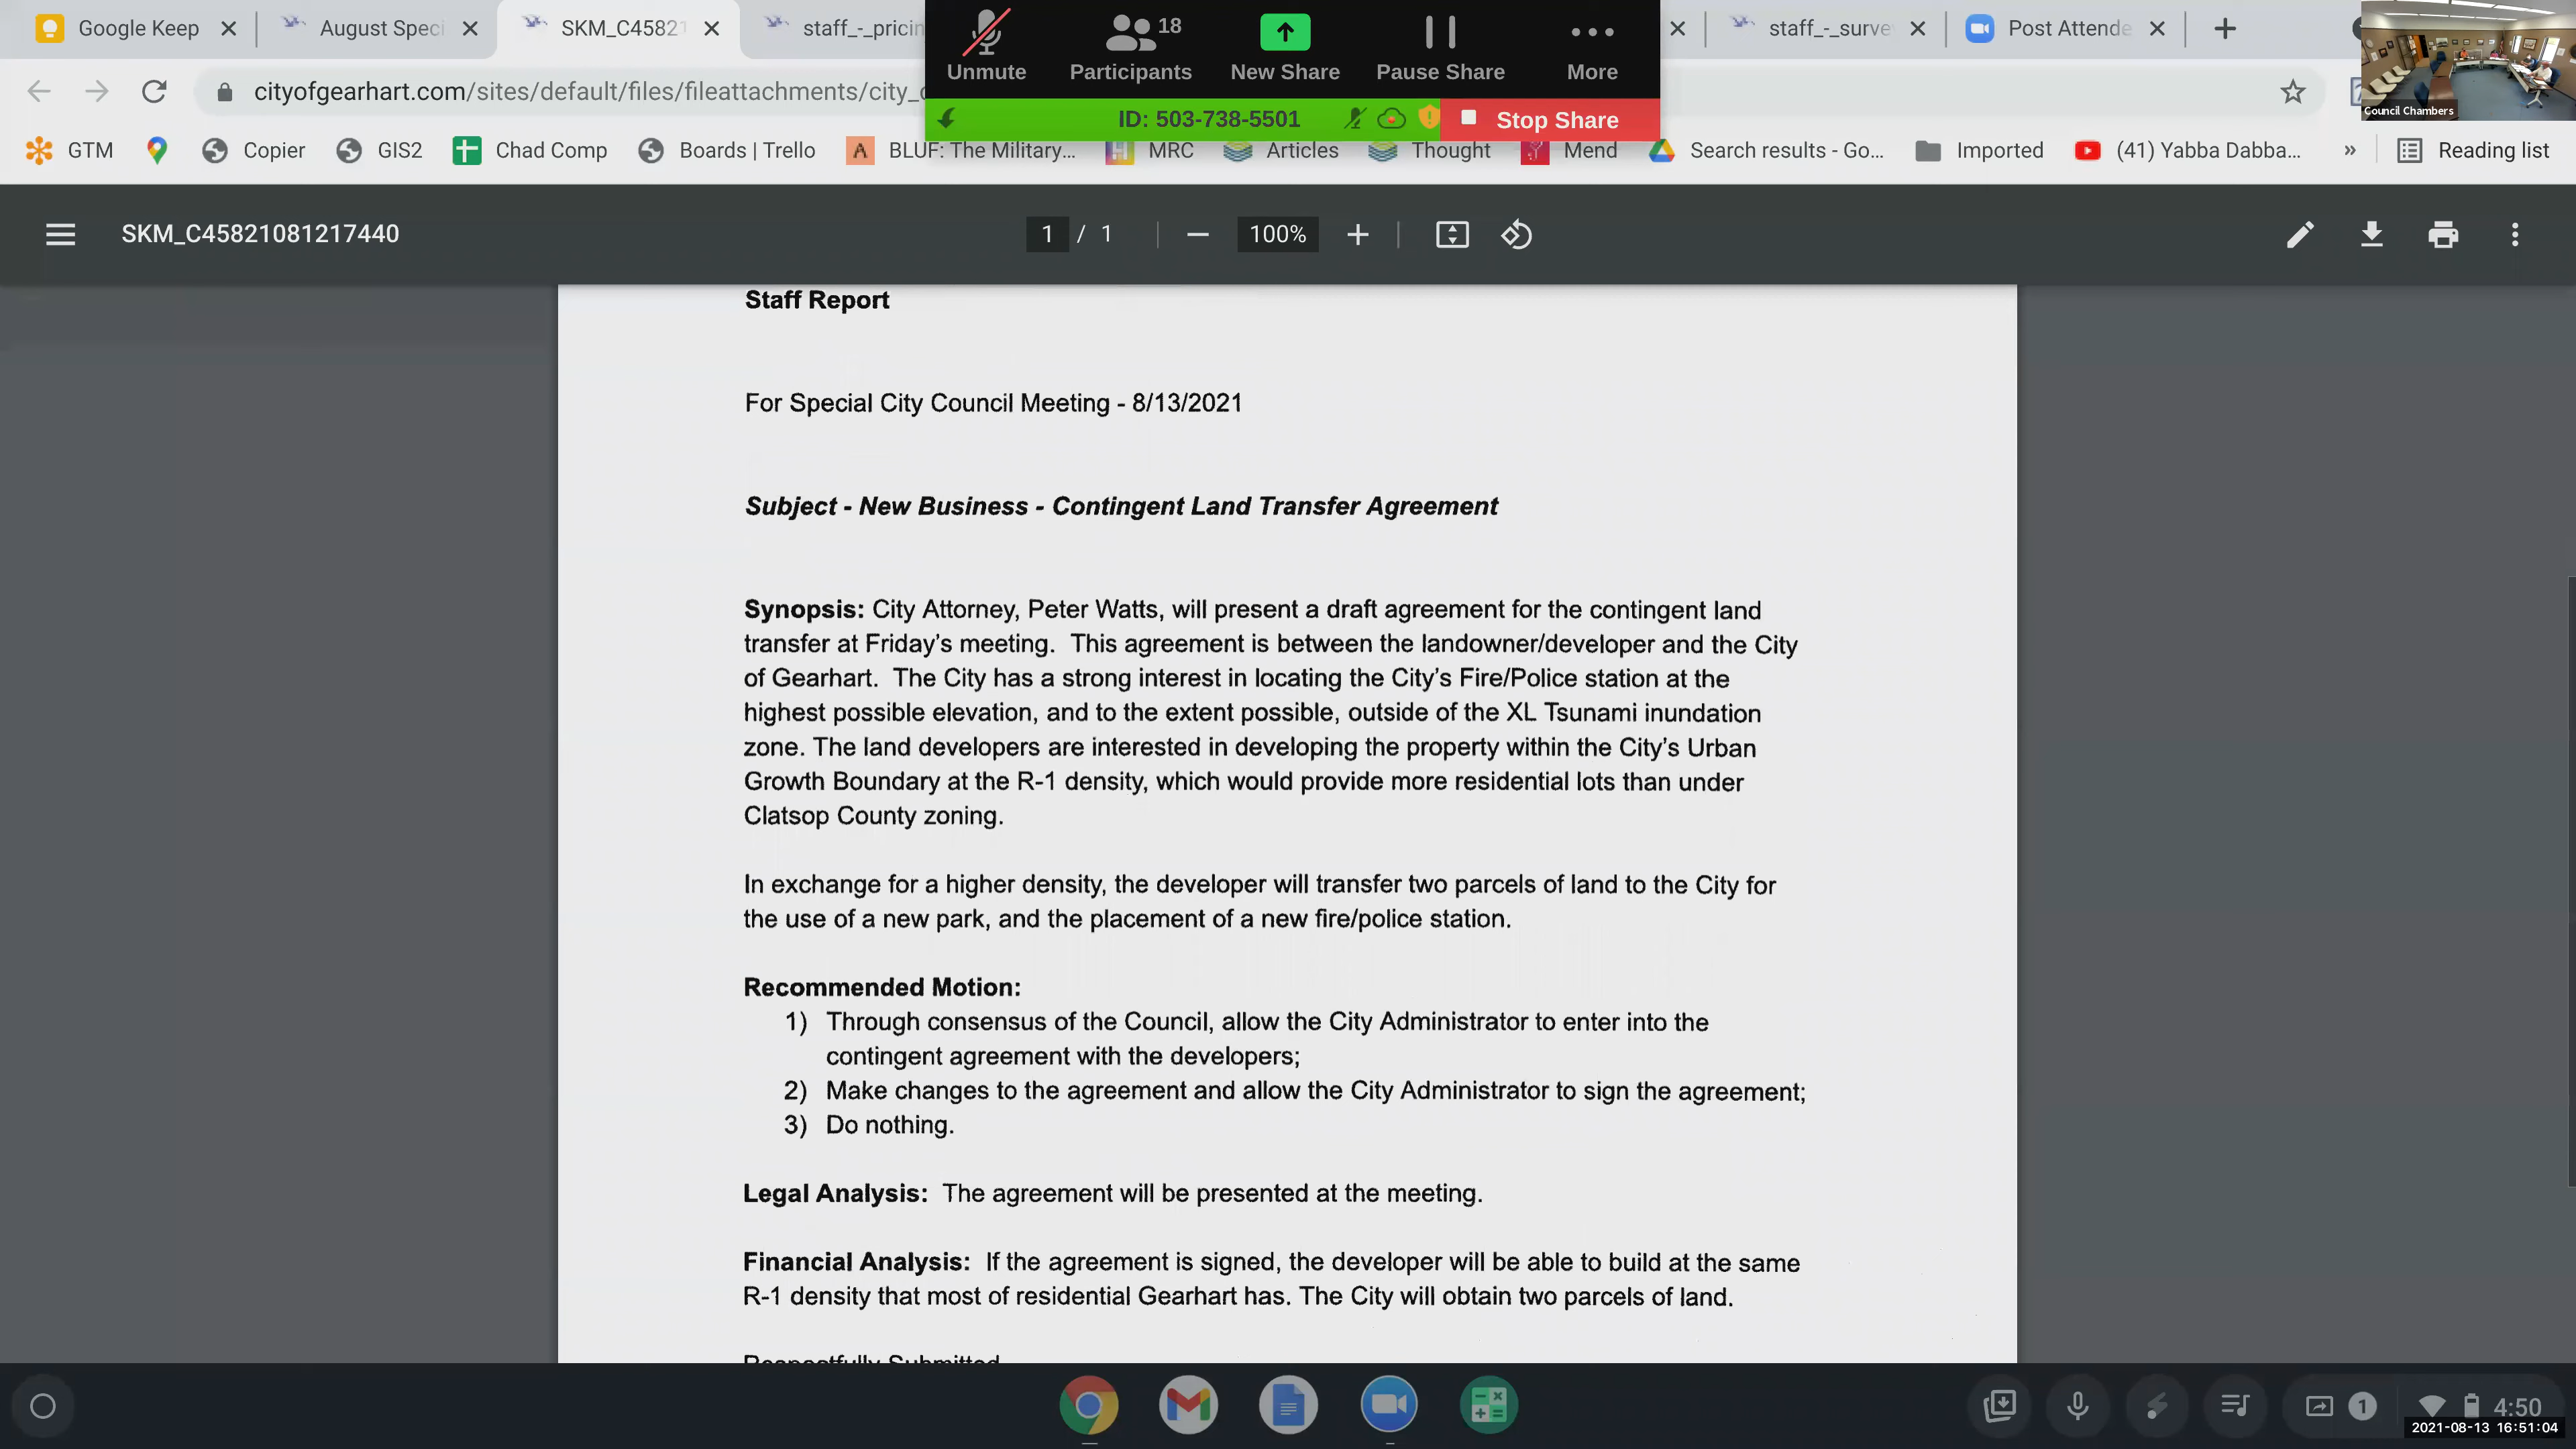 Google Keep
August Speci
SKM_C4582
staff_-_pricin
staff_-_surve
Post Attende
Unmute
Participants
18
New Share
Pause Share
More
cityofgearhart.com/sites/default/files/fileattachments/city_
ID: 503-738-5501
Stop Share
Council Chambers
GTM
Copier
GIS2
Chad Comp
Boards | Trello
BLUF: The Military...
MRC
Articles
Thought
Mend
Search results - Go...
Imported
(41) Yabba Dabba...
»
Reading list
SKM_C45821081217440
1 / 1
100%
Staff Report
For Special City Council Meeting - 8/13/2021
Subject - New Business - Contingent Land Transfer Agreement
Synopsis: City Attorney, Peter Watts, will present a draft agreement for the contingent land
transfer at Friday's meeting. This agreement is between the landowner/developer and the City
of Gearhart. The City has a strong interest in locating the City's Fire/Police station at the
highest possible elevation, and to the extent possible, outside of the XL Tsunami inundation
zone. The land developers are interested in developing the property within the City's Urban
Growth Boundary at the R-1 density, which would provide more residential lots than under
Clatsop County zoning.
In exchange for a higher density, the developer will transfer two parcels of land to the City for
the use of a new park, and the placement of a new fire/police station.
Recommended Motion:
1) Through consensus of the Council, allow the City Administrator to enter into the
contingent agreement with the developers;
2) Make changes to the agreement and allow the City Administrator to sign the agreement;
3) Do nothing.
Legal Analysis: The agreement will be presented at the meeting.
Financial Analysis: If the agreement is signed, the developer will be able to build at the same
R-1 density that most of residential Gearhart has. The City will obtain two parcels of land.
Respectfully Submitted
1
4:50
2021-08-13 16:51:04